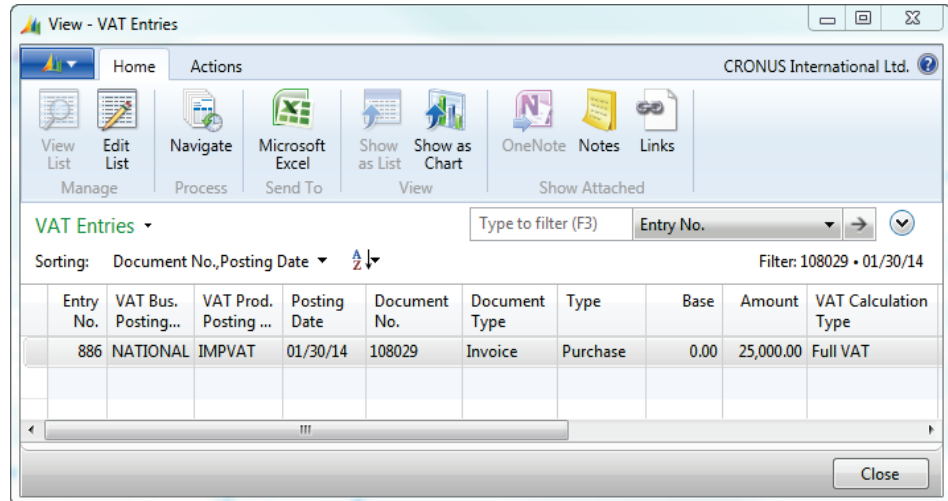 View - VAT Entries
Home Actions CRONUS International Ltd.
View List
Edit List
Navigate
Microsoft Excel
Show as List
Show as Chart
OneNote
Notes
Links
Manage Process Send To View Show Attached
VAT Entries Type to filter (F3) Entry No.
Sorting: Document No.,Posting Date A Z Filter: 108029 • 01/30/14
Entry VAT Bus. VAT Prod. Posting Document Document Type Base Amount VAT Calculation
No. Posting... Posting ... Date No. Type Type
886 NATIONAL IMPVAT 01/30/14 108029 Invoice Purchase 0.00 25,000.00 Full VAT
Close